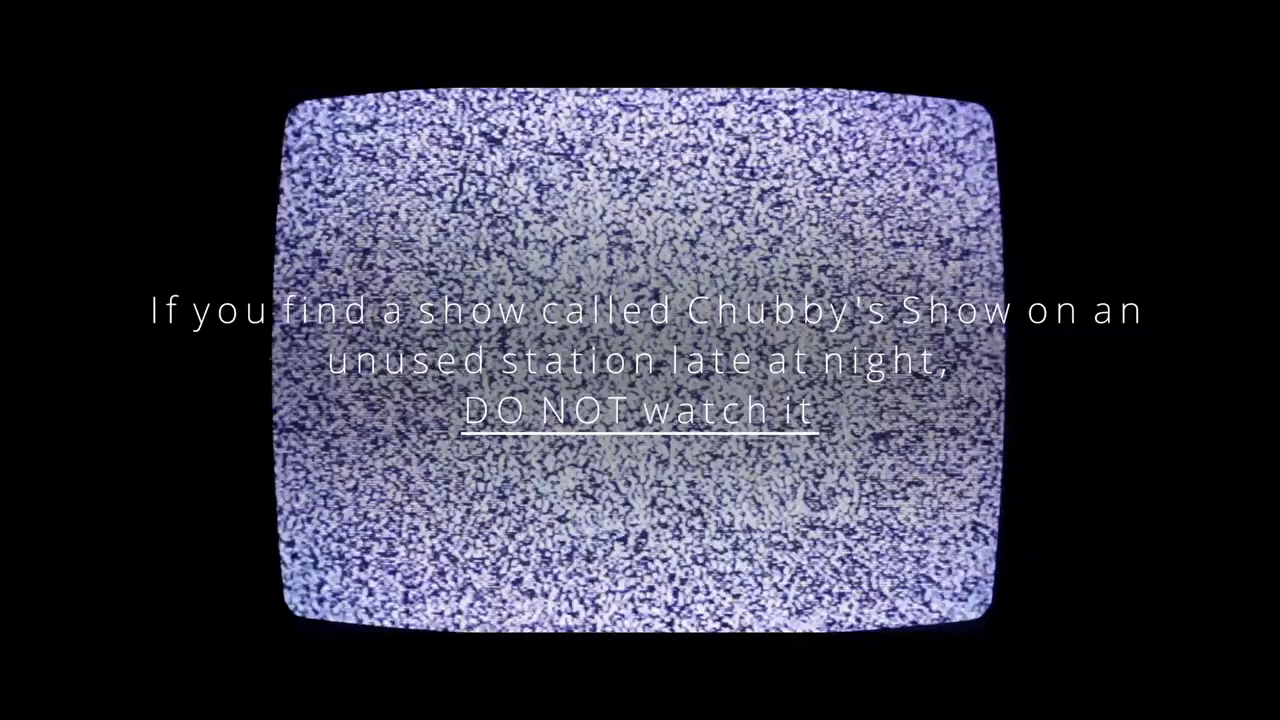 If you find a show called Chubby's Show on an
unused station late at night,
DO NOT watch it